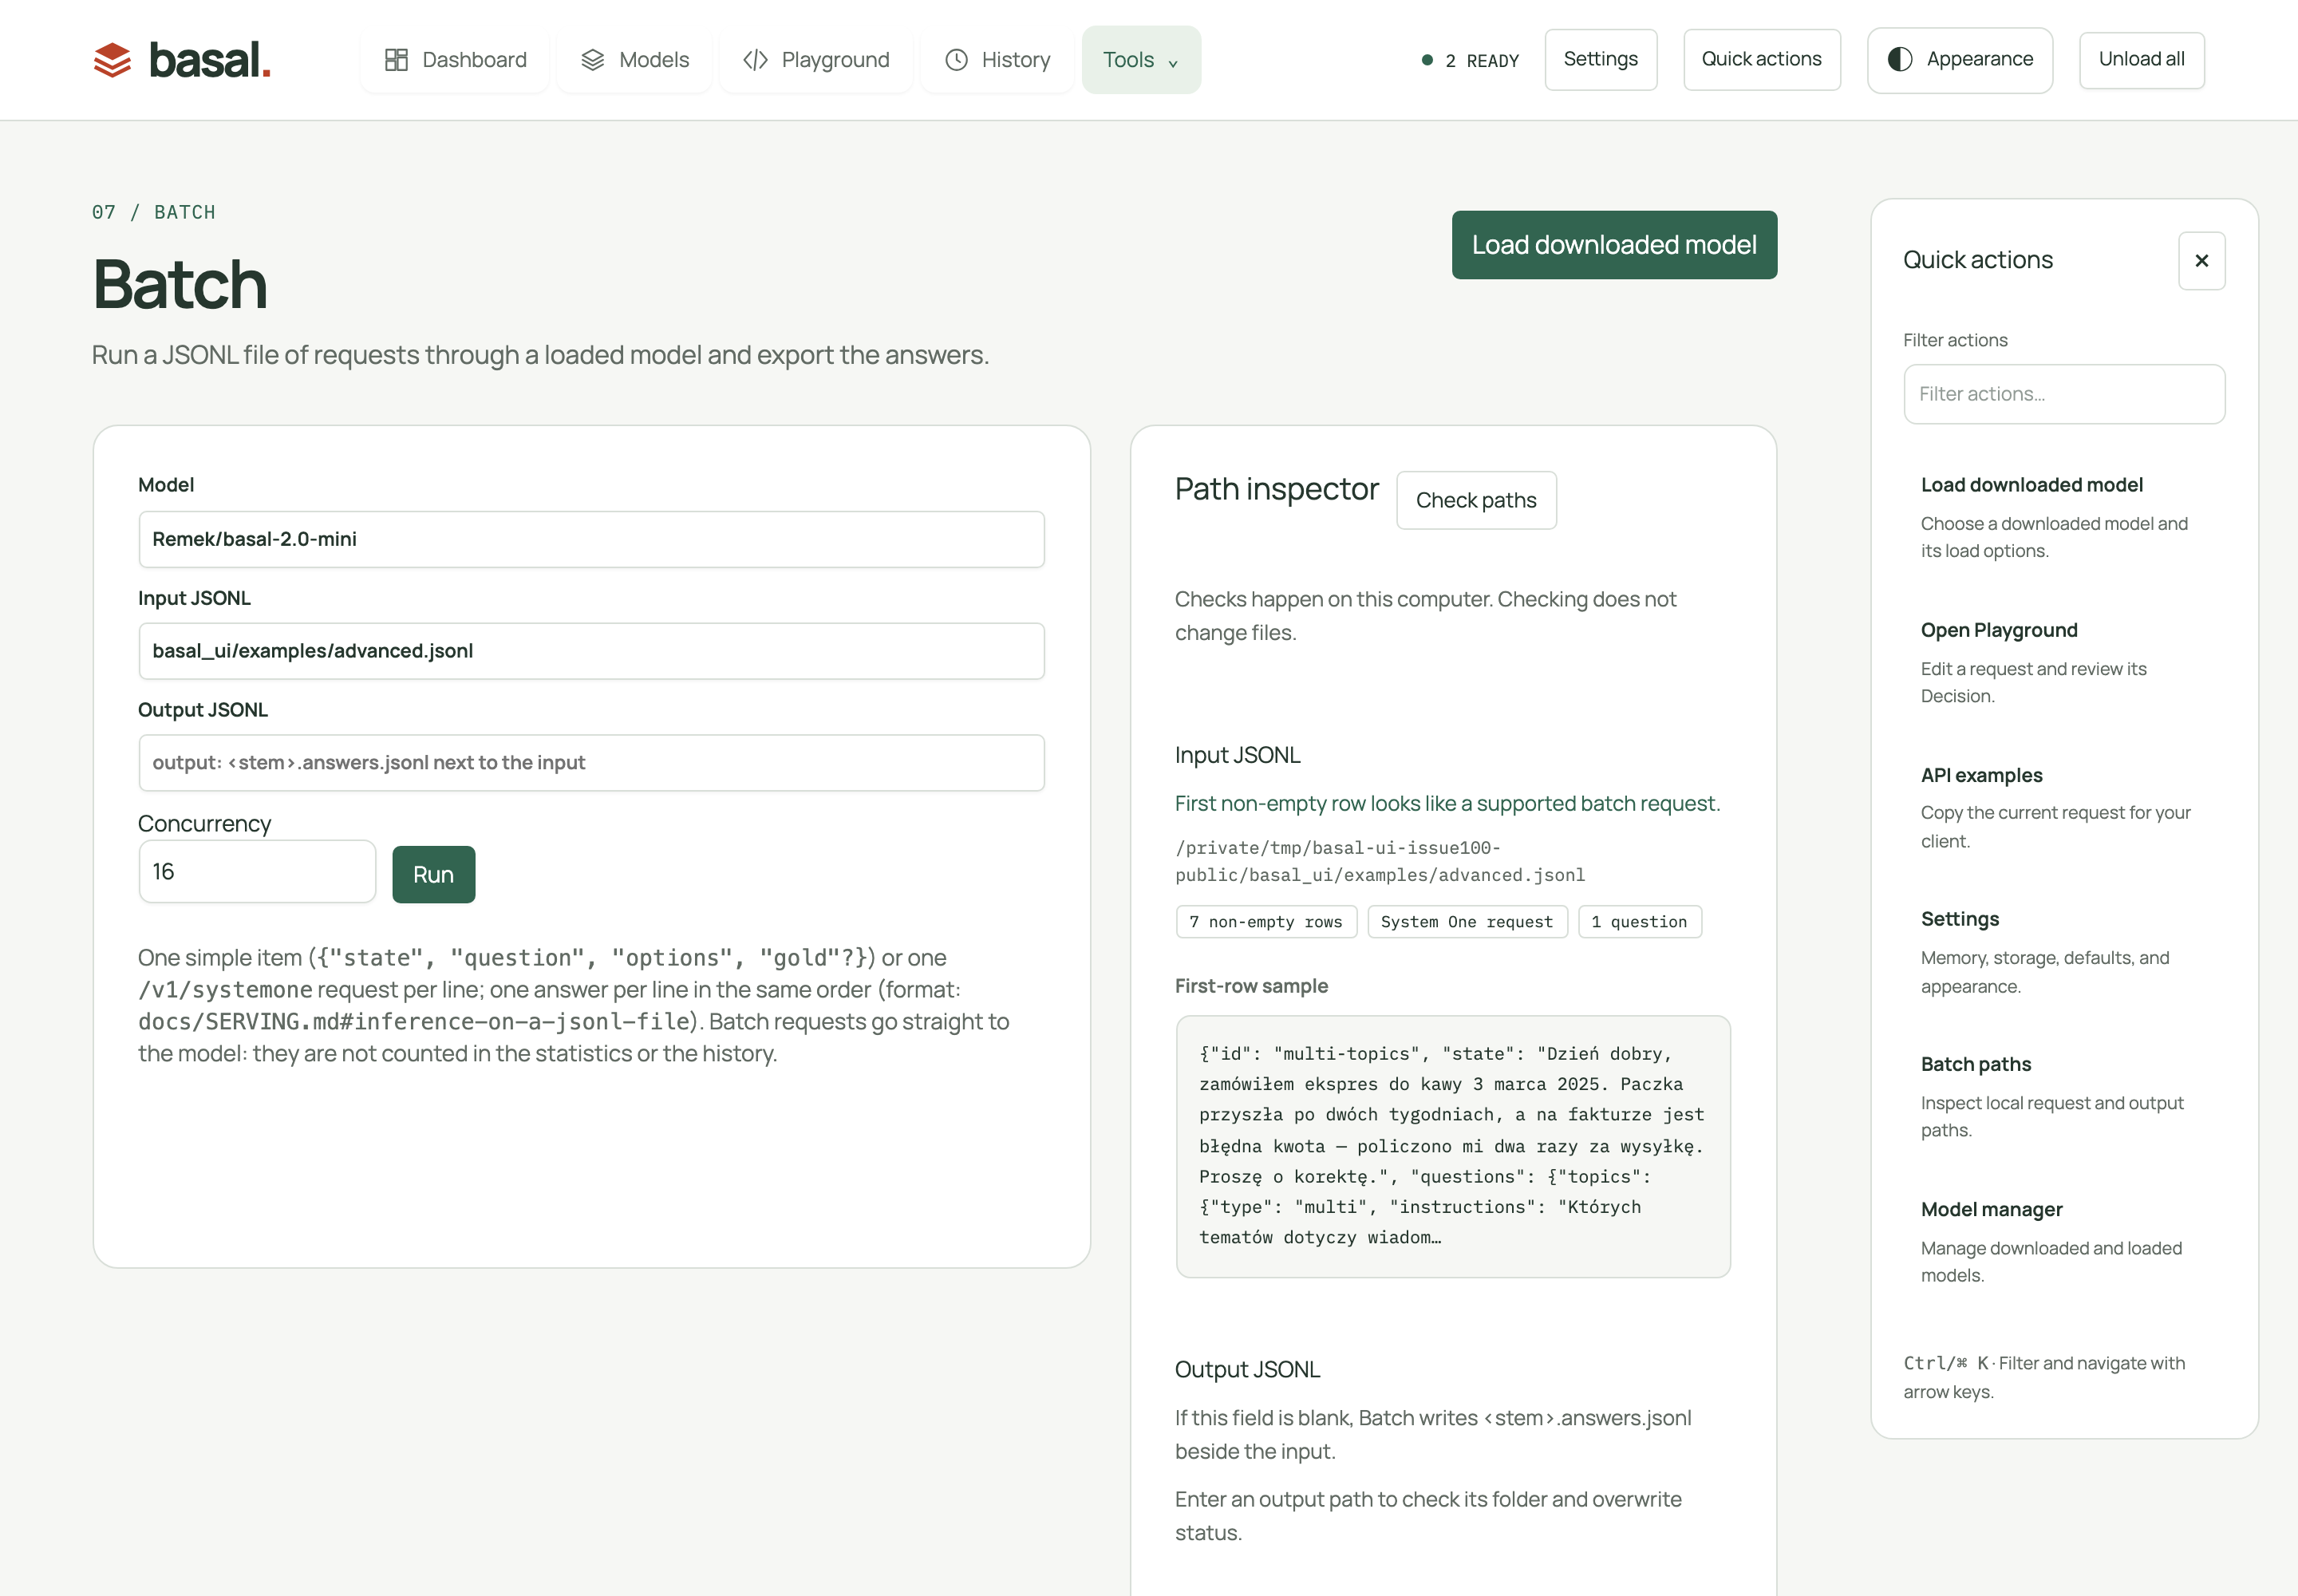 basal.
Dashboard
Models
Playground
History
Tools
2 READY
Settings
Quick actions
Appearance
Unload all
07 / BATCH
Batch
Run a JSONL file of requests through a loaded model and export the answers.
Load downloaded model
Model
Remek/basal-2.0-mini
Input JSONL
basal_ui/examples/advanced.jsonl
Output JSONL
output: <stem>.answers.jsonl next to the input
Concurrency
16
Run
One simple item ({"state", "question", "options", "gold"?}) or one
/v1/systemone request per line; one answer per line in the same order (format:
docs/SERVING.md#inference-on-a-jsonl-file). Batch requests go straight to
the model: they are not counted in the statistics or the history.
Path inspector
Check paths
Checks happen on this computer. Checking does not
change files.
Input JSONL
First non-empty row looks like a supported batch request.
/private/tmp/basal-ui-issue100-
public/basal_ui/examples/advanced.jsonl
7 non-empty rows
System One request
1 question
First-row sample
{"id": "multi-topics", "state": "Dzień dobry,
zamówiłem ekspres do kawy 3 marca 2025. Paczka
przyszła po dwóch tygodniach, a na fakturze jest
błędna kwota — policzono mi dwa razy za wysyłkę.
Proszę o korektę.", "questions": {"topics":
{"type": "multi", "instructions": "Których
tematów dotyczy wiadom…
Output JSONL
If this field is blank, Batch writes <stem>.answers.jsonl
beside the input.
Enter an output path to check its folder and overwrite
status.
Quick actions
×
Filter actions
Filter actions…
Load downloaded model
Choose a downloaded model and
its load options.
Open Playground
Edit a request and review its
Decision.
API examples
Copy the current request for your
client.
Settings
Memory, storage, defaults, and
appearance.
Batch paths
Inspect local request and output
paths.
Model manager
Manage downloaded and loaded
models.
Ctrl/⌘ K · Filter and navigate with
arrow keys.